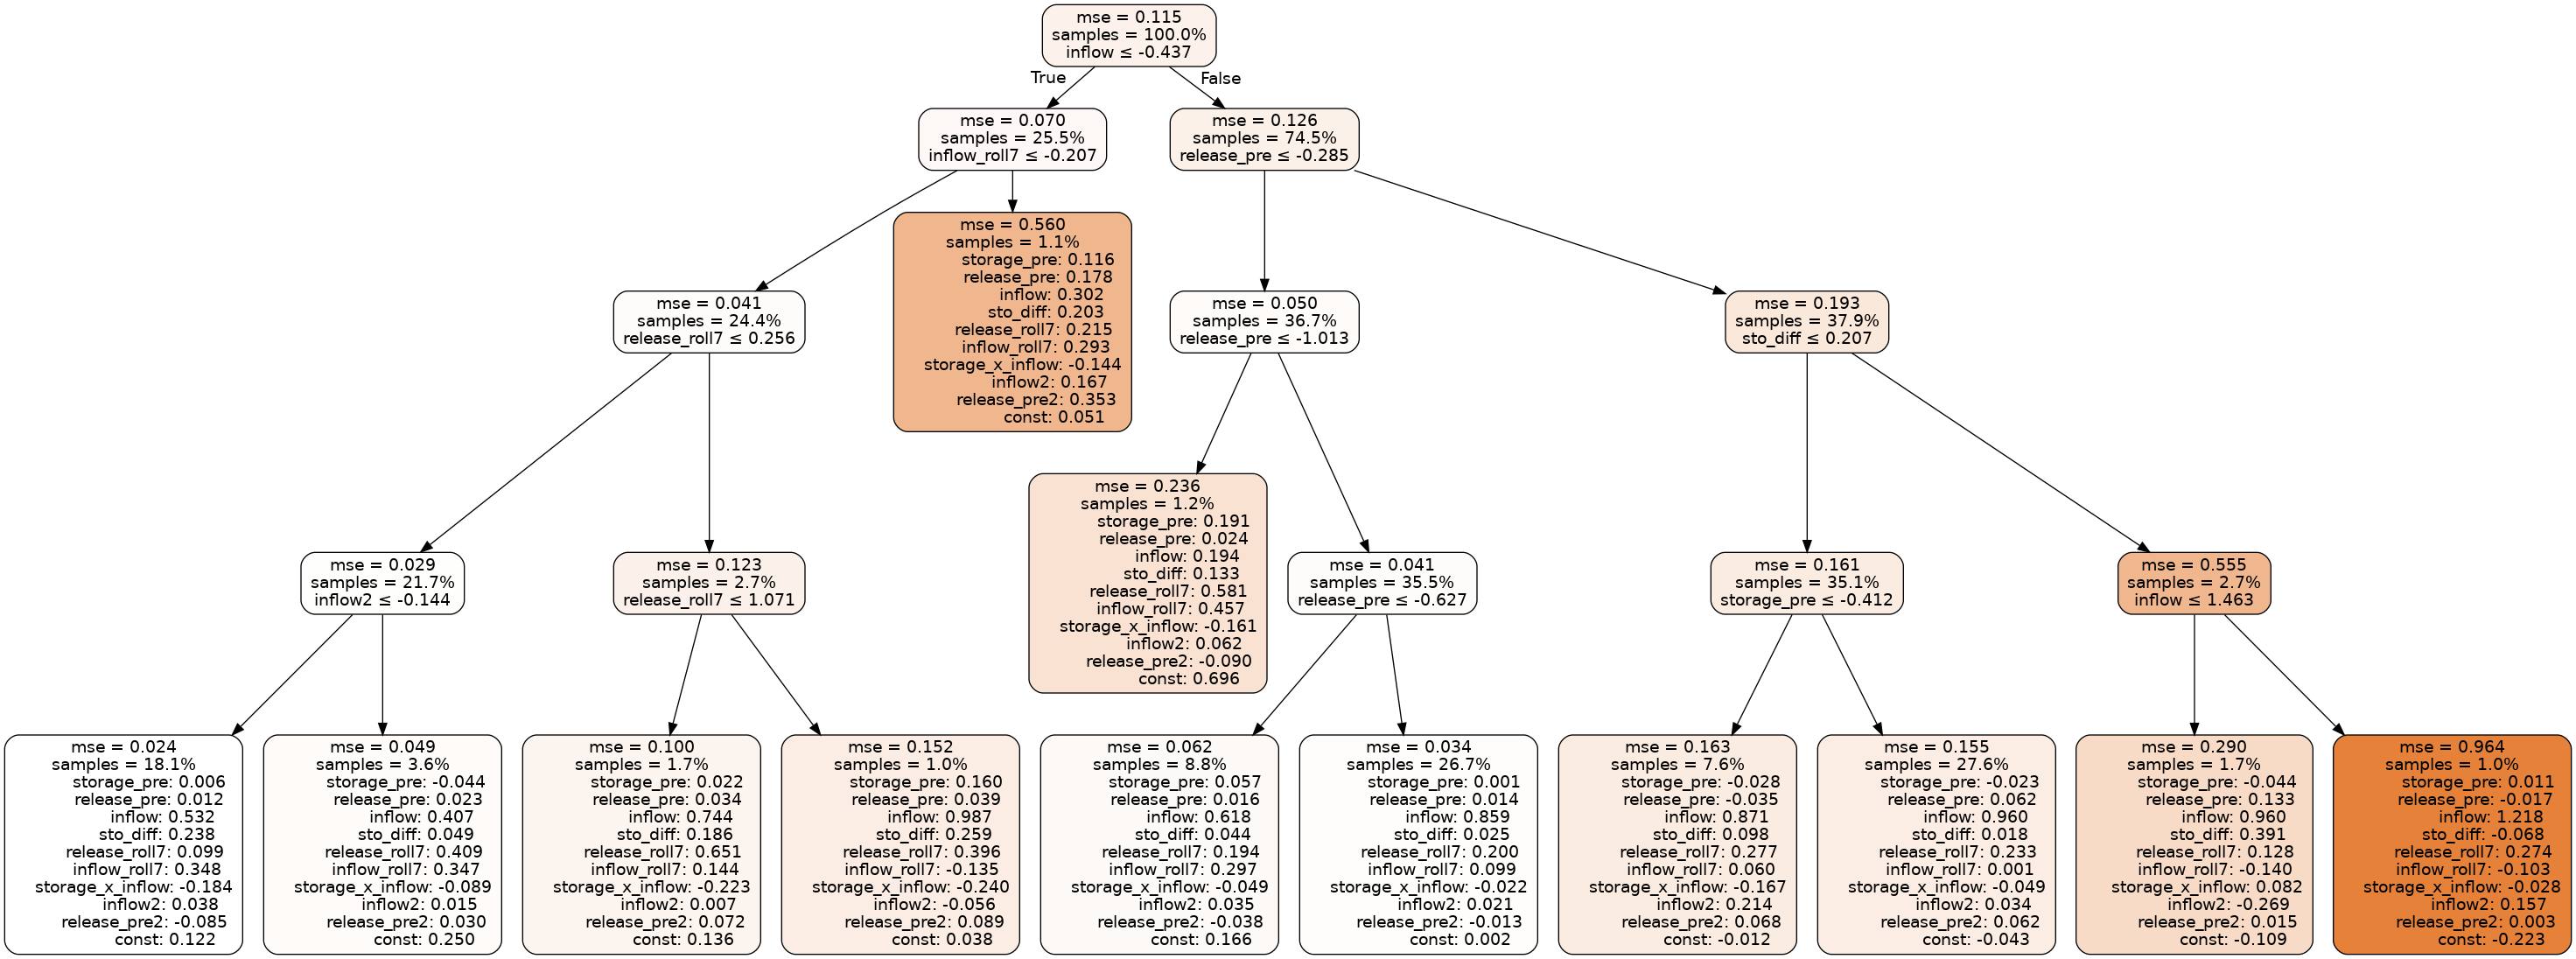 mse = 0.115
samples = 100.0%
inflow ≤ -0.437
True
False
mse = 0.070
samples = 25.5%
inflow_roll7 ≤ -0.207
mse = 0.126
samples = 74.5%
release_pre ≤ -0.285
mse = 0.041
samples = 24.4%
release_roll7 ≤ 0.256
mse = 0.560
samples = 1.1%
storage_pre: 0.116
release_pre: 0.178
inflow: 0.302
sto_diff: 0.203
release_roll7: 0.215
inflow_roll7: 0.293
storage_x_inflow: -0.144
inflow2: 0.167
release_pre2: 0.353
const: 0.051
mse = 0.050
samples = 36.7%
release_pre ≤ -1.013
mse = 0.193
samples = 37.9%
sto_diff ≤ 0.207
mse = 0.029
samples = 21.7%
inflow2 ≤ -0.144
mse = 0.123
samples = 2.7%
release_roll7 ≤ 1.071
mse = 0.236
samples = 1.2%
storage_pre: 0.191
release_pre: 0.024
inflow: 0.194
sto_diff: 0.133
release_roll7: 0.581
inflow_roll7: 0.457
storage_x_inflow: -0.161
inflow2: 0.062
release_pre2: -0.090
const: 0.696
mse = 0.041
samples = 35.5%
release_pre ≤ -0.627
mse = 0.161
samples = 35.1%
storage_pre ≤ -0.412
mse = 0.555
samples = 2.7%
inflow ≤ 1.463
mse = 0.024
samples = 18.1%
storage_pre: 0.006
release_pre: 0.012
inflow: 0.532
sto_diff: 0.238
release_roll7: 0.099
inflow_roll7: 0.348
storage_x_inflow: -0.184
inflow2: 0.038
release_pre2: -0.085
const: 0.122
mse = 0.049
samples = 3.6%
storage_pre: -0.044
release_pre: 0.023
inflow: 0.407
sto_diff: 0.049
release_roll7: 0.409
inflow_roll7: 0.347
storage_x_inflow: -0.089
inflow2: 0.015
release_pre2: 0.030
const: 0.250
mse = 0.100
samples = 1.7%
storage_pre: 0.022
release_pre: 0.034
inflow: 0.744
sto_diff: 0.186
release_roll7: 0.651
inflow_roll7: 0.144
storage_x_inflow: -0.223
inflow2: 0.007
release_pre2: 0.072
const: 0.136
mse = 0.152
samples = 1.0%
storage_pre: 0.160
release_pre: 0.039
inflow: 0.987
sto_diff: 0.259
release_roll7: 0.396
inflow_roll7: -0.135
storage_x_inflow: -0.240
inflow2: -0.056
release_pre2: 0.089
const: 0.038
mse = 0.062
samples = 8.8%
storage_pre: 0.057
release_pre: 0.016
inflow: 0.618
sto_diff: 0.044
release_roll7: 0.194
inflow_roll7: 0.297
storage_x_inflow: -0.049
inflow2: 0.035
release_pre2: -0.038
const: 0.166
mse = 0.034
samples = 26.7%
storage_pre: 0.001
release_pre: 0.014
inflow: 0.859
sto_diff: 0.025
release_roll7: 0.200
inflow_roll7: 0.099
storage_x_inflow: -0.022
inflow2: 0.021
release_pre2: -0.013
const: 0.002
mse = 0.163
samples = 7.6%
storage_pre: -0.028
release_pre: -0.035
inflow: 0.871
sto_diff: 0.098
release_roll7: 0.277
inflow_roll7: 0.060
storage_x_inflow: -0.167
inflow2: 0.214
release_pre2: 0.068
const: -0.012
mse = 0.155
samples = 27.6%
storage_pre: -0.023
release_pre: 0.062
inflow: 0.960
sto_diff: 0.018
release_roll7: 0.233
inflow_roll7: 0.001
storage_x_inflow: -0.049
inflow2: 0.034
release_pre2: 0.062
const: -0.043
mse = 0.290
samples = 1.7%
storage_pre: -0.044
release_pre: 0.133
inflow: 0.960
sto_diff: 0.391
release_roll7: 0.128
inflow_roll7: -0.140
storage_x_inflow: 0.082
inflow2: -0.269
release_pre2: 0.015
const: -0.109
mse = 0.964
samples = 1.0%
storage_pre: 0.011
release_pre: -0.017
inflow: 1.218
sto_diff: -0.068
release_roll7: 0.274
inflow_roll7: -0.103
storage_x_inflow: -0.028
inflow2: 0.157
release_pre2: 0.003
const: -0.223